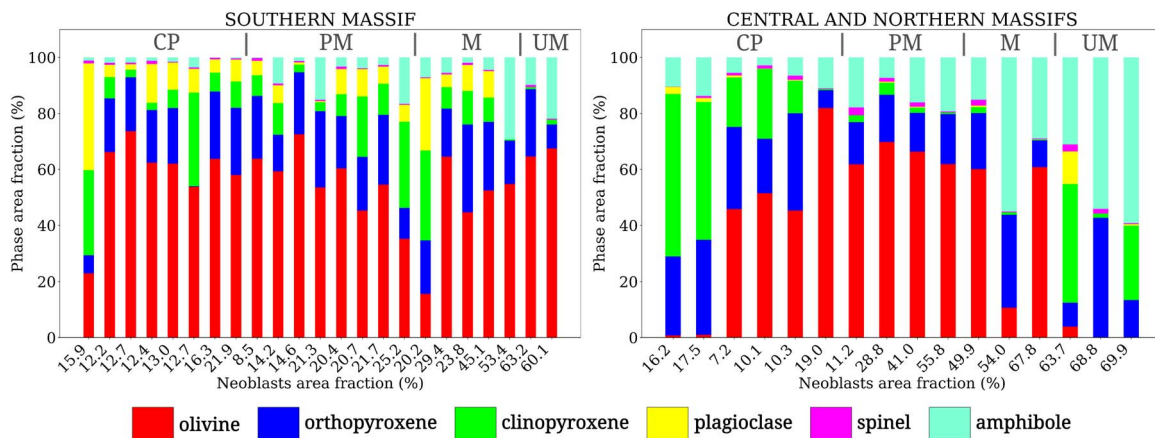 SOUTHERN MASSIF
CP | PM | M | UM
100
80
60
40
20
0
Phase area fraction (%)
15.9 12.2 12.7 12.4 13.0 12.7 16.3 21.9 8.5 14.2 14.6 21.3 20.4 20.7 21.7 25.2 20.2 29.4 23.8 45.1 53.4 63.2 60.1
Neoblasts area fraction (%)
CENTRAL AND NORTHERN MASSIFS
CP | PM | M | UM
100
80
60
40
20
0
Phase area fraction (%)
16.2 17.5 7.2 10.1 10.3 19.0 11.2 28.8 41.0 55.8 49.9 54.0 67.8 63.7 68.8 69.9
Neoblasts area fraction (%)
olivine orthopyroxene clinopyroxene plagioclase spinel amphibole